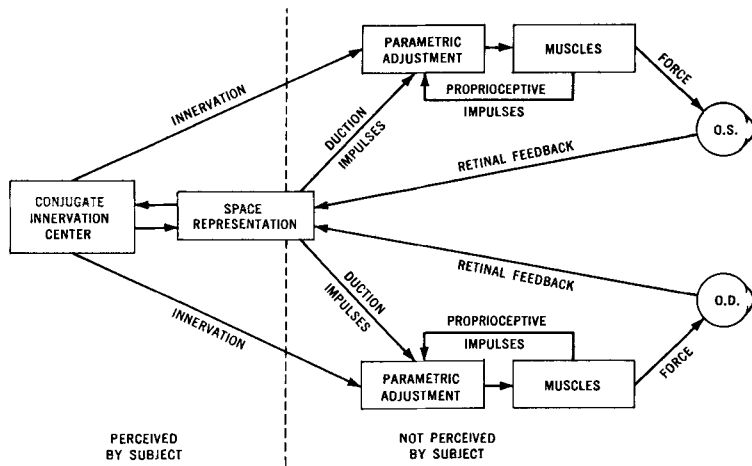 PARAMETRIC
ADJUSTMENT
MUSCLES
FORCE
PROPRIOCEPTIVE
IMPULSES
INNERVATION
DUCTION
IMPULSES
O.S.
RETINAL FEEDBACK
CONJUGATE
INNERVATION
CENTER
SPACE
REPRESENTATION
RETINAL FEEDBACK
O.D.
DUCTION
IMPULSES
INNERVATION
PROPRIOCEPTIVE
IMPULSES
FORCE
PARAMETRIC
ADJUSTMENT
MUSCLES
PERCEIVED
BY SUBJECT
NOT PERCEIVED
BY SUBJECT